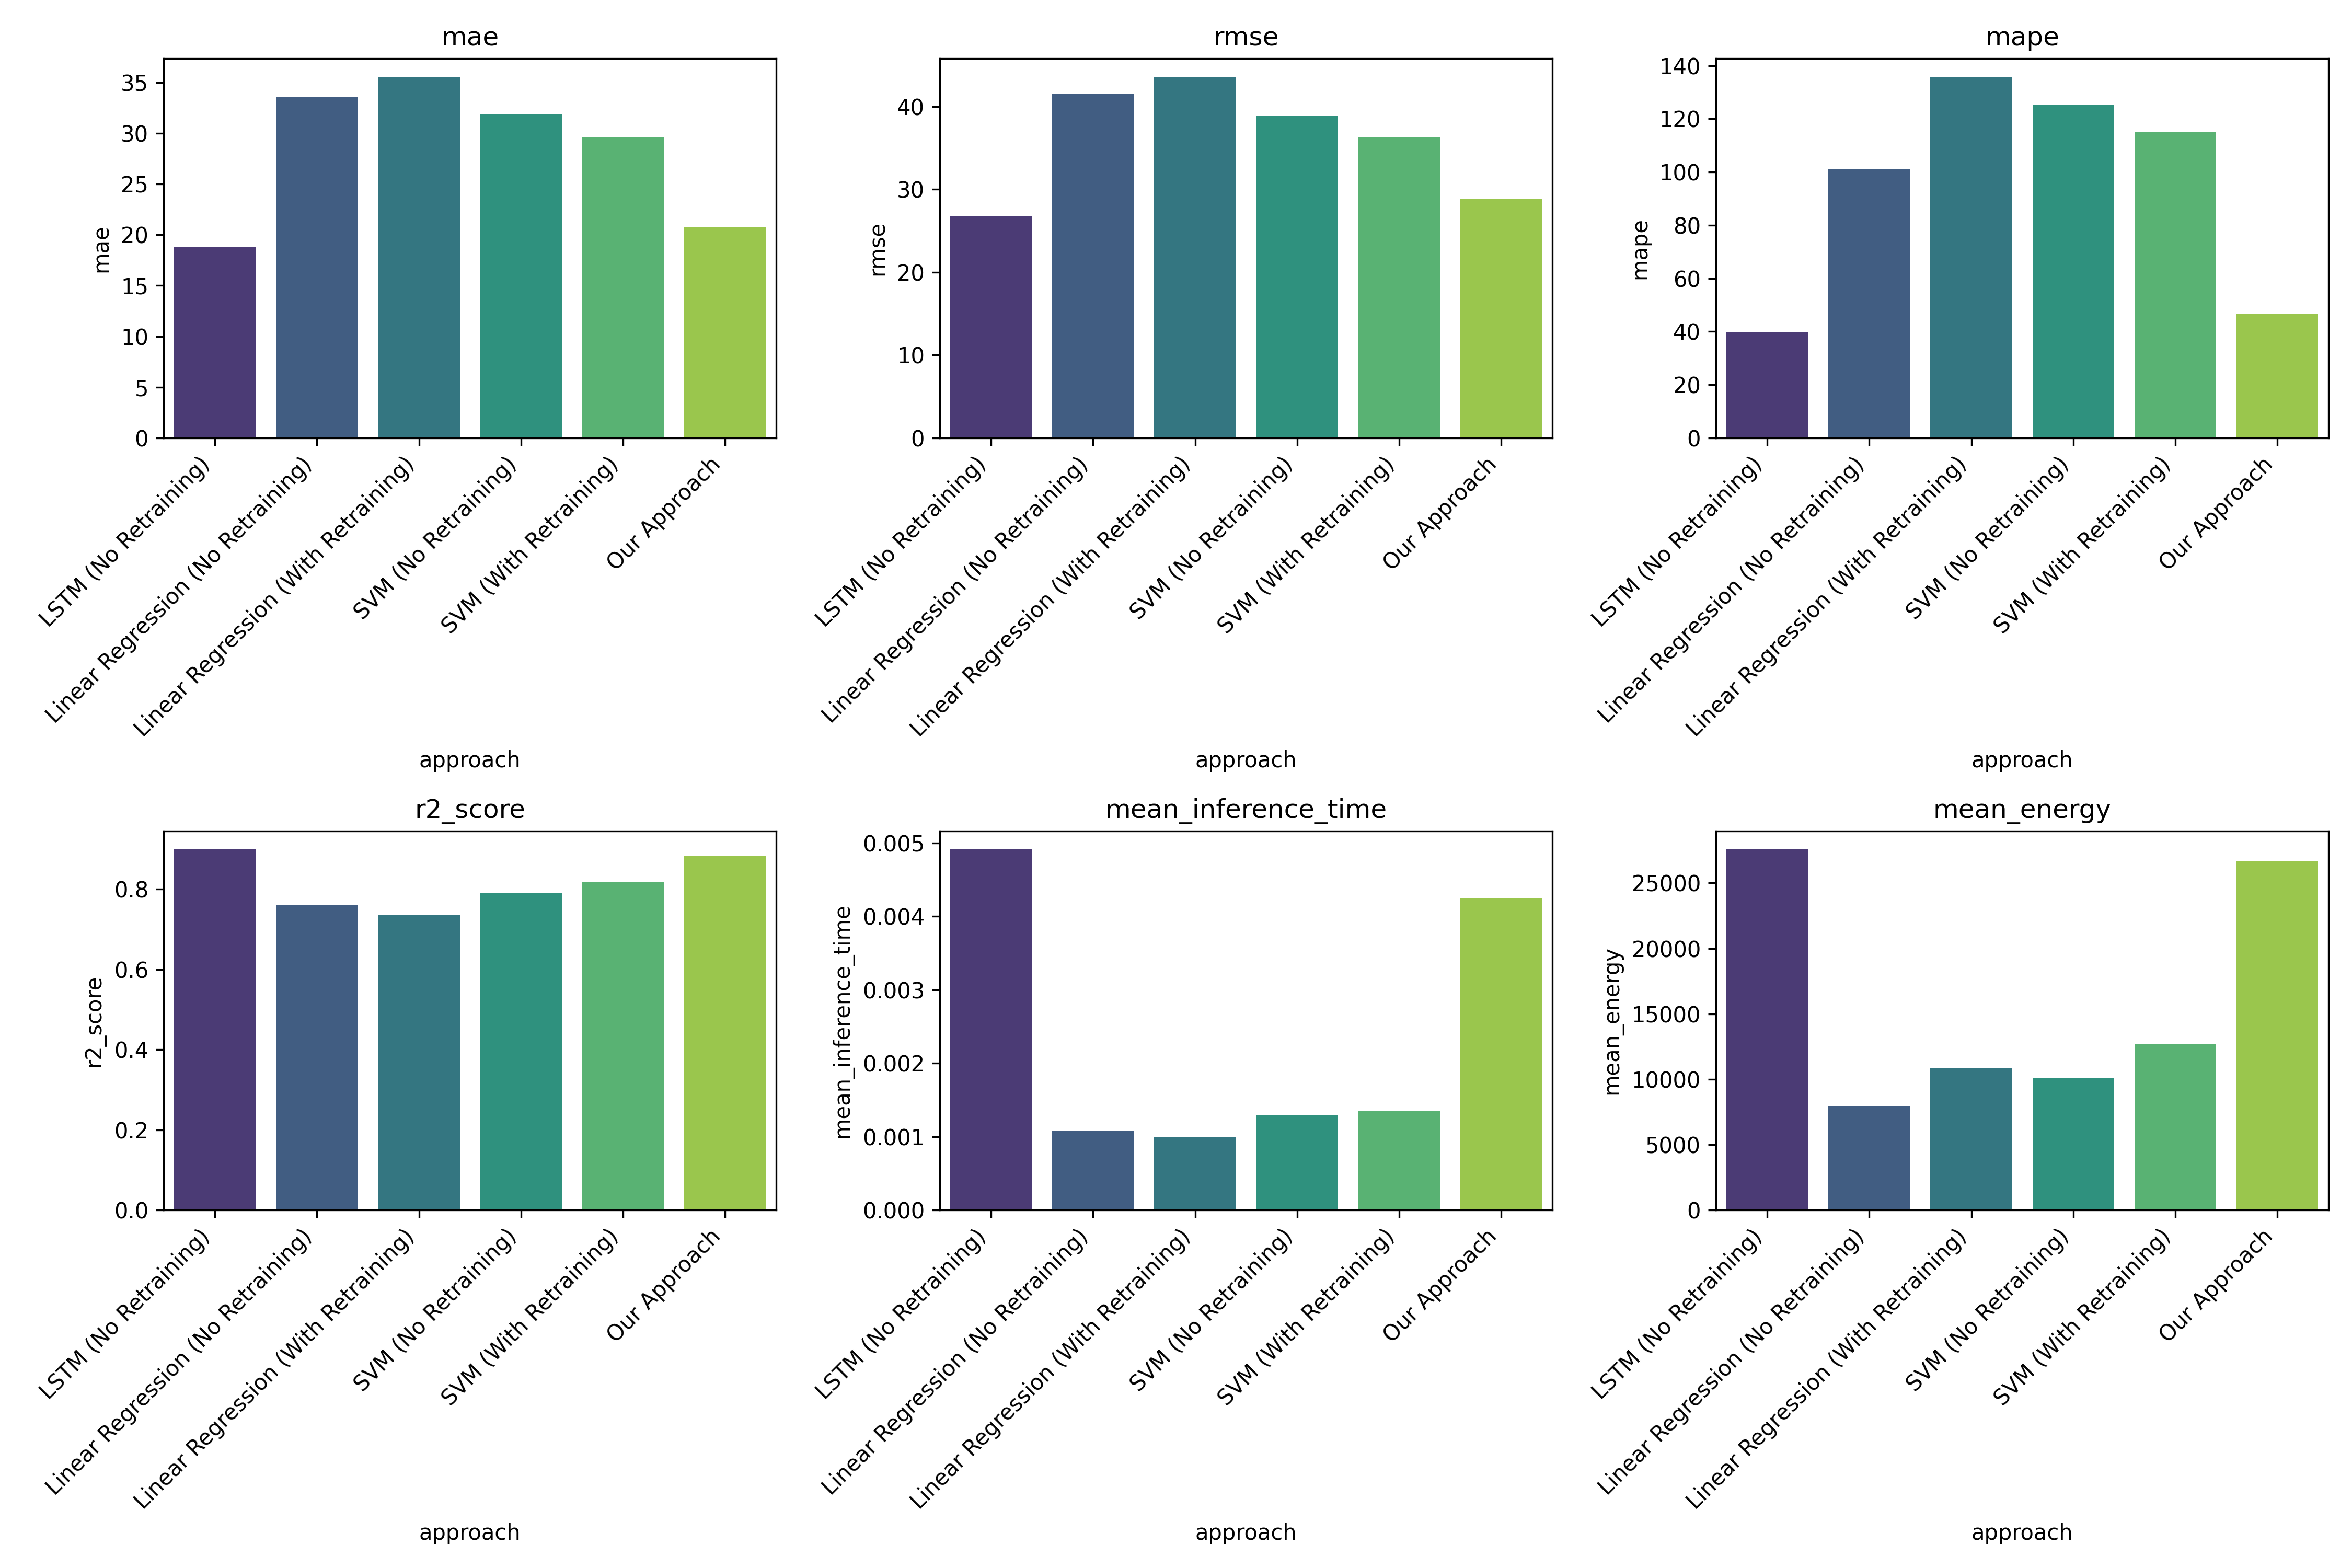 mae
mae
35
30
25
20
15
10
5
0
LSTM (No Retraining)
Linear Regression (No Retraining)
Linear Regression (With Retraining)
SVM (No Retraining)
SVM (With Retraining)
Our Approach
approach
rmse
rmse
40
30
20
10
0
LSTM (No Retraining)
Linear Regression (No Retraining)
Linear Regression (With Retraining)
SVM (No Retraining)
SVM (With Retraining)
Our Approach
approach
mape
mape
140
120
100
80
60
40
20
0
LSTM (No Retraining)
Linear Regression (No Retraining)
Linear Regression (With Retraining)
SVM (No Retraining)
SVM (With Retraining)
Our Approach
approach
r2_score
r2_score
0.8
0.6
0.4
0.2
0.0
LSTM (No Retraining)
Linear Regression (No Retraining)
Linear Regression (With Retraining)
SVM (No Retraining)
SVM (With Retraining)
Our Approach
approach
mean_inference_time
mean_inference_time
0.005
0.004
0.003
0.002
0.001
0.000
LSTM (No Retraining)
Linear Regression (No Retraining)
Linear Regression (With Retraining)
SVM (No Retraining)
SVM (With Retraining)
Our Approach
approach
mean_energy
mean_energy
25000
20000
15000
10000
5000
0
LSTM (No Retraining)
Linear Regression (No Retraining)
Linear Regression (With Retraining)
SVM (No Retraining)
SVM (With Retraining)
Our Approach
approach